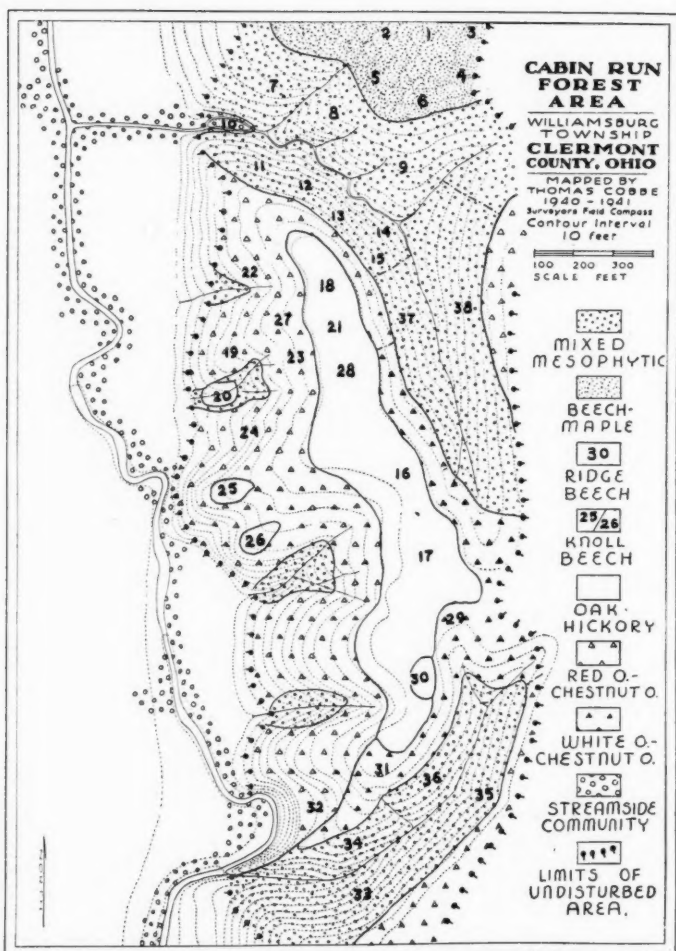 CABIN RUN
FOREST
AREA
WILLIAMSBURG
TOWNSHIP
CLERMONT
COUNTY, OHIO
MAPPED BY
THOMAS COBBE
1940 - 1941
Surveyors Field Compass
Contour Interval
10 feet
100 200 300
SCALE FEET
MIXED
MESOPHYTIC
BEECH-
MAPLE
30
RIDGE
BEECH
25/26
KNOLL
BEECH
OAK-
HICKORY
RED O.-
CHESTNUT O.
WHITE O.-
CHESTNUT O.
STREAMSIDE
COMMUNITY
LIMITS OF
UNDISTURBED
AREA.
2 1 3
5 4
7 6
8
10
9
11
12
13
14
15
22 18
27 21 37 38
19 23 28
20
24
16
25
26
17
29
30
31
36
32 35
34
33